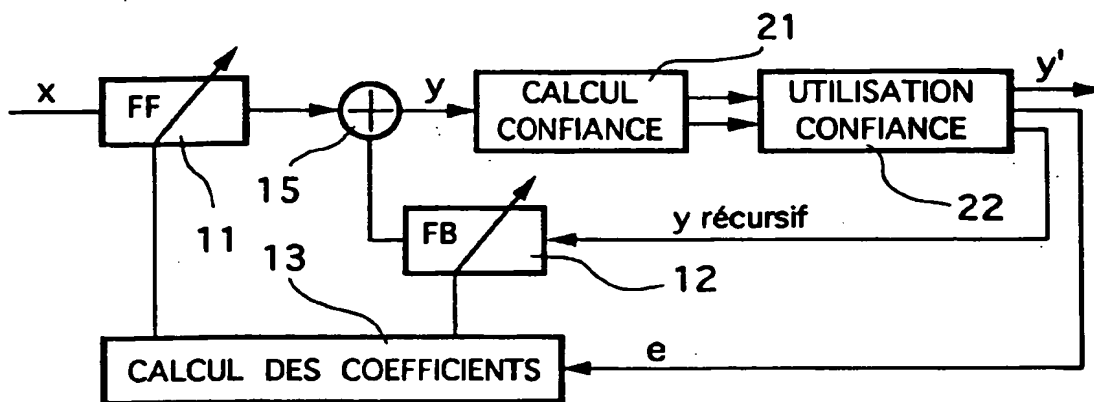 21
x
FF
y
CALCUL
CONFIANCE
UTILISATION
CONFIANCE
y'
15
11
FB
y récursif
22
13
12
CALCUL DES COEFFICIENTS
e